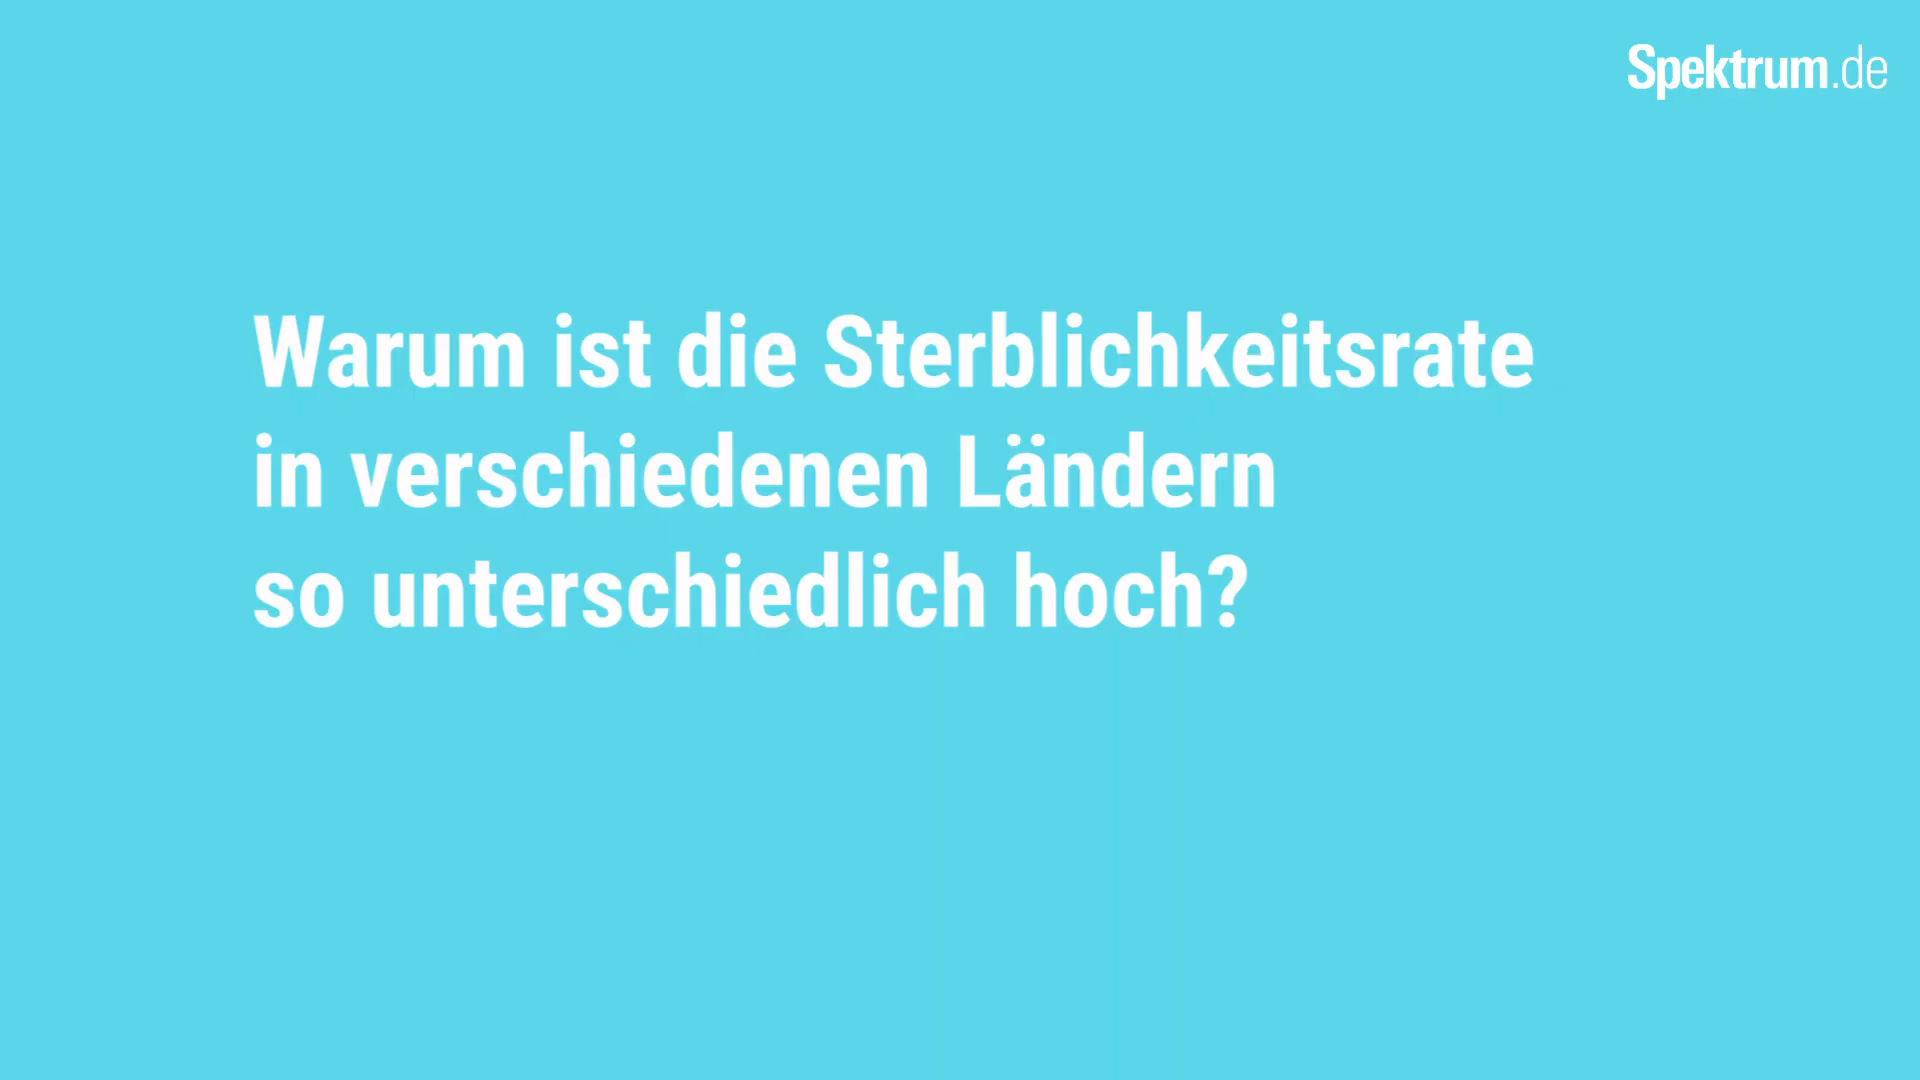 Spektrum.de
Warum ist die Sterblichkeitsrate
in verschiedenen Ländern
so unterschiedlich hoch?